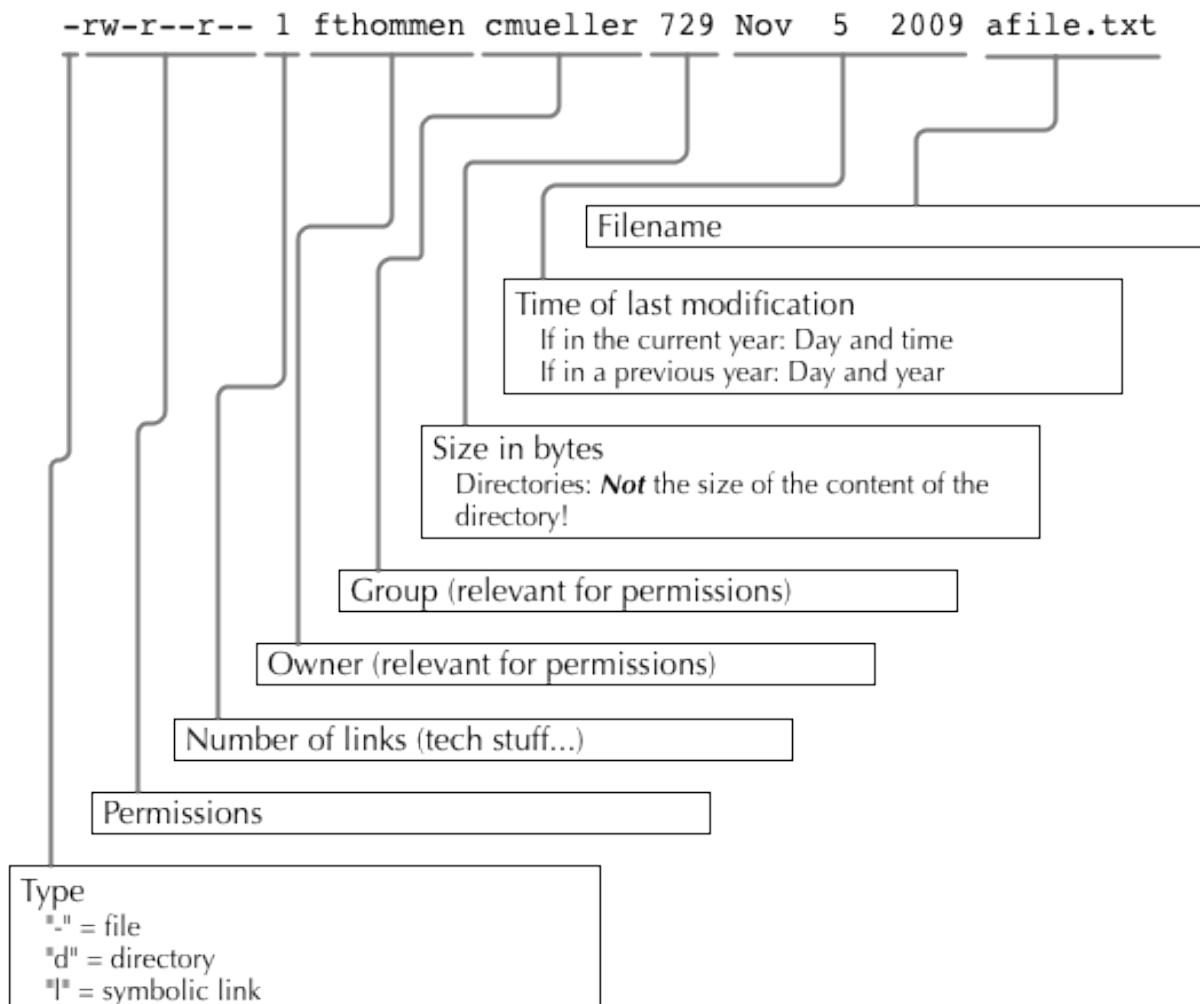 -rw-r--r-- 1 fthommen cmueller 729 Nov 5 2009 afile.txt
Filename
Time of last modification
If in the current year: Day and time
If in a previous year: Day and year
Size in bytes
Directories: Not the size of the content of the
directory!
Group (relevant for permissions)
Owner (relevant for permissions)
Number of links (tech stuff...)
Permissions
Type
"-" = file
"d" = directory
"l" = symbolic link